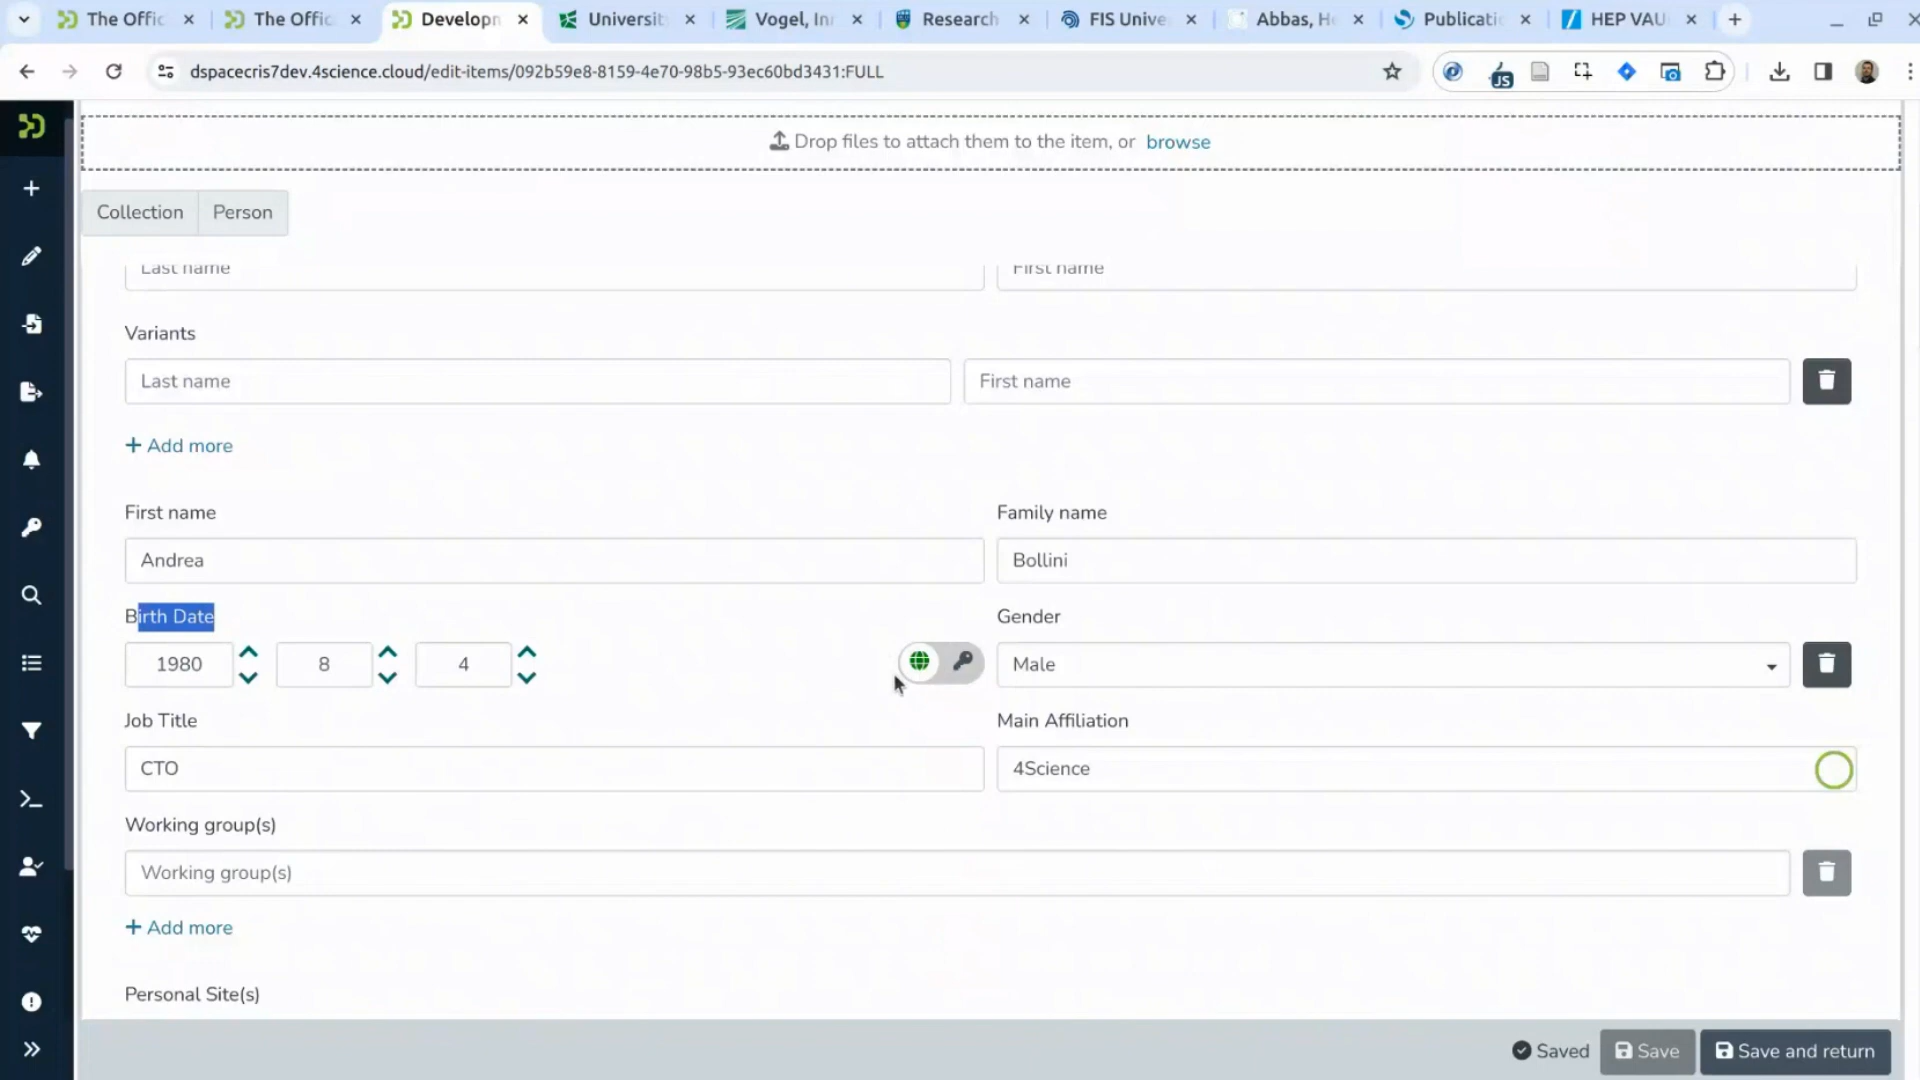 The Offic
The Offic
Developn
Universit
Vogel, Inr
Research
FIS Unive
Abbas, He
Publicatio
HEP VAU
dspacecris7dev.4science.cloud/edit-items/092b59e8-8159-4e70-98b5-93ec60bd3431:FULL
JS
Drop files to attach them to the item, or browse
Collection Person
Last name First name
Variants
Last name First name
+ Add more
First name Family name
Andrea Bollini
Birth Date Gender
1980 8 4 Male
Job Title Main Affiliation
CTO 4Science
Working group(s)
Working group(s)
+ Add more
Personal Site(s)
Saved Save Save and return